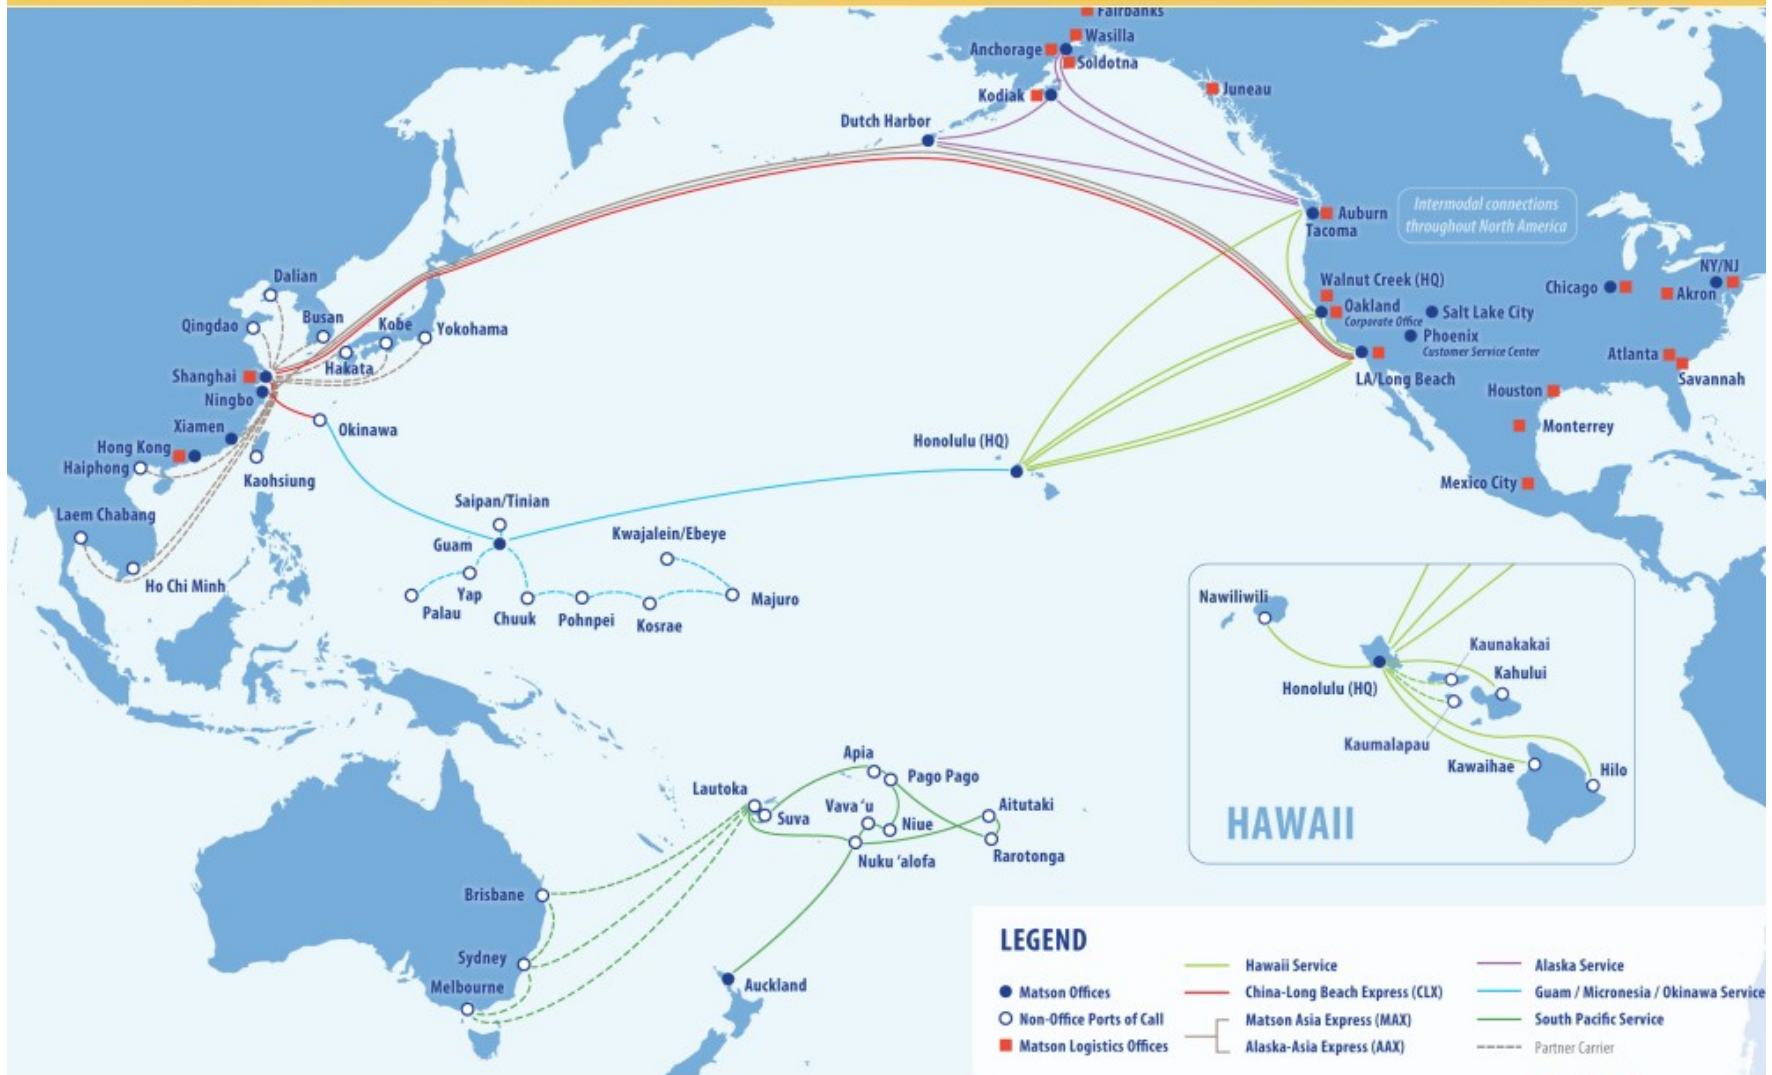 Fairbanks
Wasilla
Anchorage
Soldotna
Kodiak
Juneau
Dutch Harbor
Intermodal connections
throughout North America
Auburn
Tacoma
Dalian
Walnut Creek (HQ)
NY/NJ
Chicago
Akron
Oakland
Corporate Office
Salt Lake City
Busan
Kobe
Yokohama
Qingdao
Phoenix
Customer Service Center
Hakata
Atlanta
Shanghai
LA/Long Beach
Savannah
Ningbo
Houston
Xiamen
Okinawa
Monterrey
Hong Kong
Honolulu (HQ)
Haiphong
Kaohsiung
Mexico City
Saipan/Tinian
Laem Chabang
Kwajalein/Ebeye
Guam
Ho Chi Minh
Yap
Palau
Chuuk
Pohnpei
Kosrae
Majuro
Nawiliwili
Kaunakakai
Kahului
Honolulu (HQ)
Kaumalapau
Kawaihae
Hilo
HAWAII
Apia
Pago Pago
Lautoka
Vava ‘u
Aitutaki
Suva
Niue
Nuku ‘alofa
Rarotonga
Brisbane
Sydney
Melbourne
Auckland
LEGEND
Matson Offices
Non-Office Ports of Call
Matson Logistics Offices
Hawaii Service
China-Long Beach Express (CLX)
Matson Asia Express (MAX)
Alaska-Asia Express (AAX)
Alaska Service
Guam / Micronesia / Okinawa Service
South Pacific Service
Partner Carrier